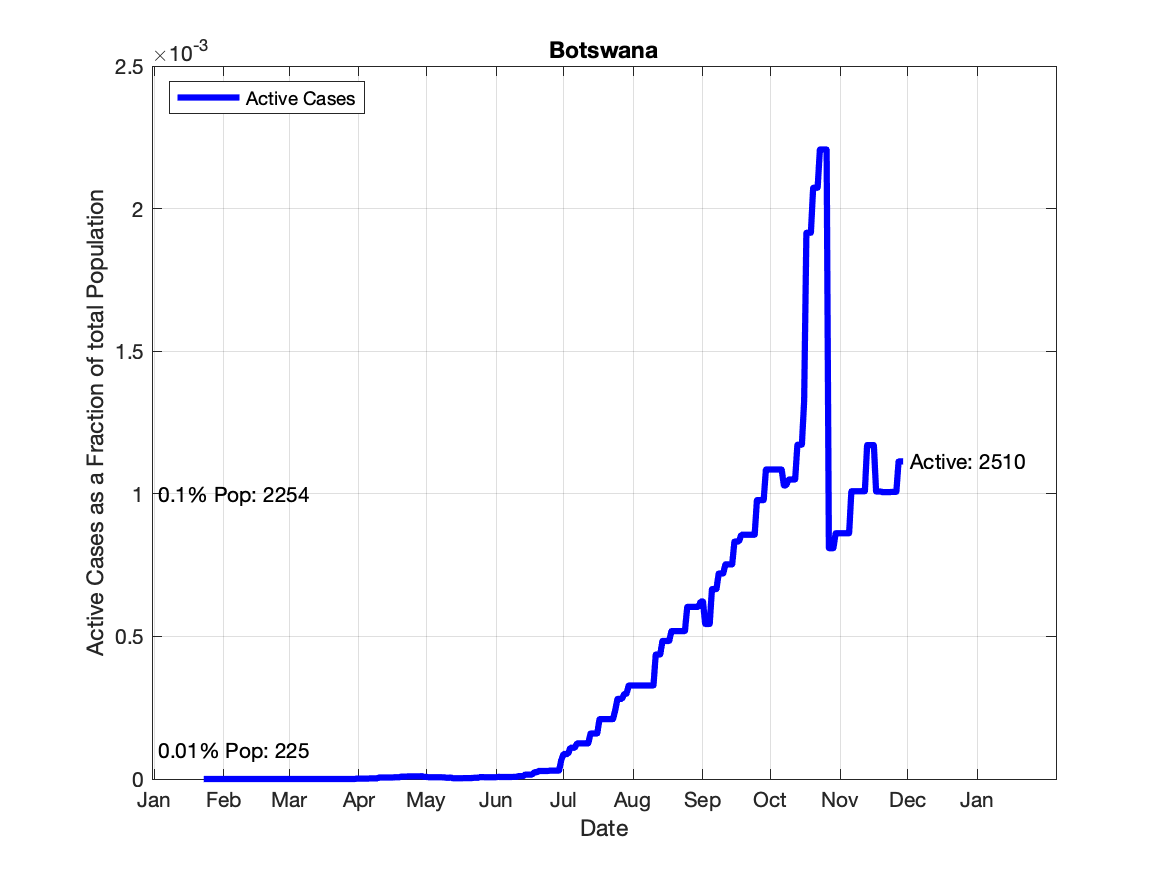 Botswana
×10-3
2.5
2
1.5
1
0.5
0
Active Cases
Active Cases as a Fraction of total Population
0.1% Pop: 2254
0.01% Pop: 225
Active: 2510
Jan Feb Mar Apr May Jun Jul Aug Sep Oct Nov Dec Jan
Date